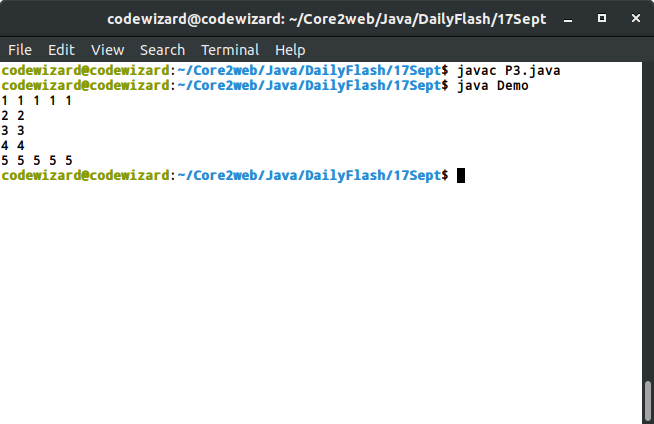 codewizard@codewizard: ~/Core2web/Java/DailyFlash/17Sept
File Edit View Search Terminal Help
codewizard@codewizard:~/Core2web/Java/DailyFlash/17Sept$ javac P3.java
codewizard@codewizard:~/Core2web/Java/DailyFlash/17Sept$ java Demo
1 1 1 1 1
2 2
3 3
4 4
5 5 5 5 5
codewizard@codewizard:~/Core2web/Java/DailyFlash/17Sept$